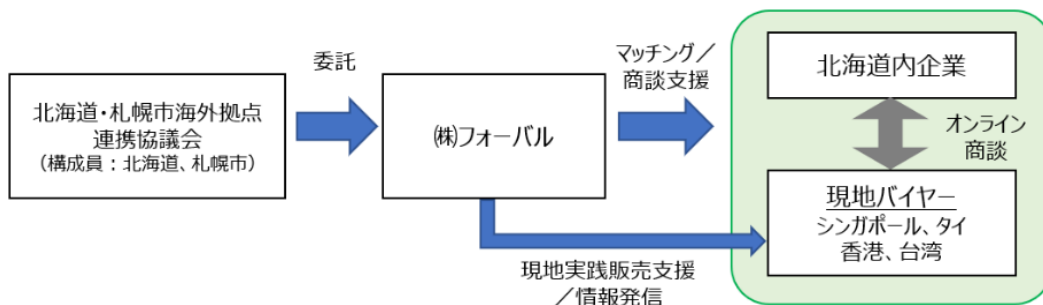 北海道・札幌市海外拠点
連携協議会
（構成員：北海道、札幌市）
委託
㈱フォーバル
マッチング／
商談支援
北海道内企業
オンライン
商談
現地バイヤー
シンガポール、タイ
香港、台湾
現地実践販売支援
／情報発信